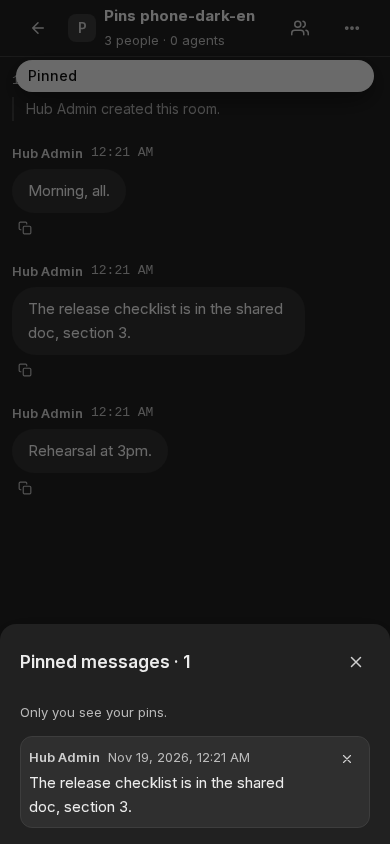 P
Pins phone-dark-en
3 people · 0 agents
Pinned
Hub Admin created this room.
Hub Admin 12:21 AM
Morning, all.
Hub Admin 12:21 AM
The release checklist is in the shared
doc, section 3.
Hub Admin 12:21 AM
Rehearsal at 3pm.
Pinned messages · 1
Only you see your pins.
Hub Admin Nov 19, 2026, 12:21 AM
The release checklist is in the shared
doc, section 3.